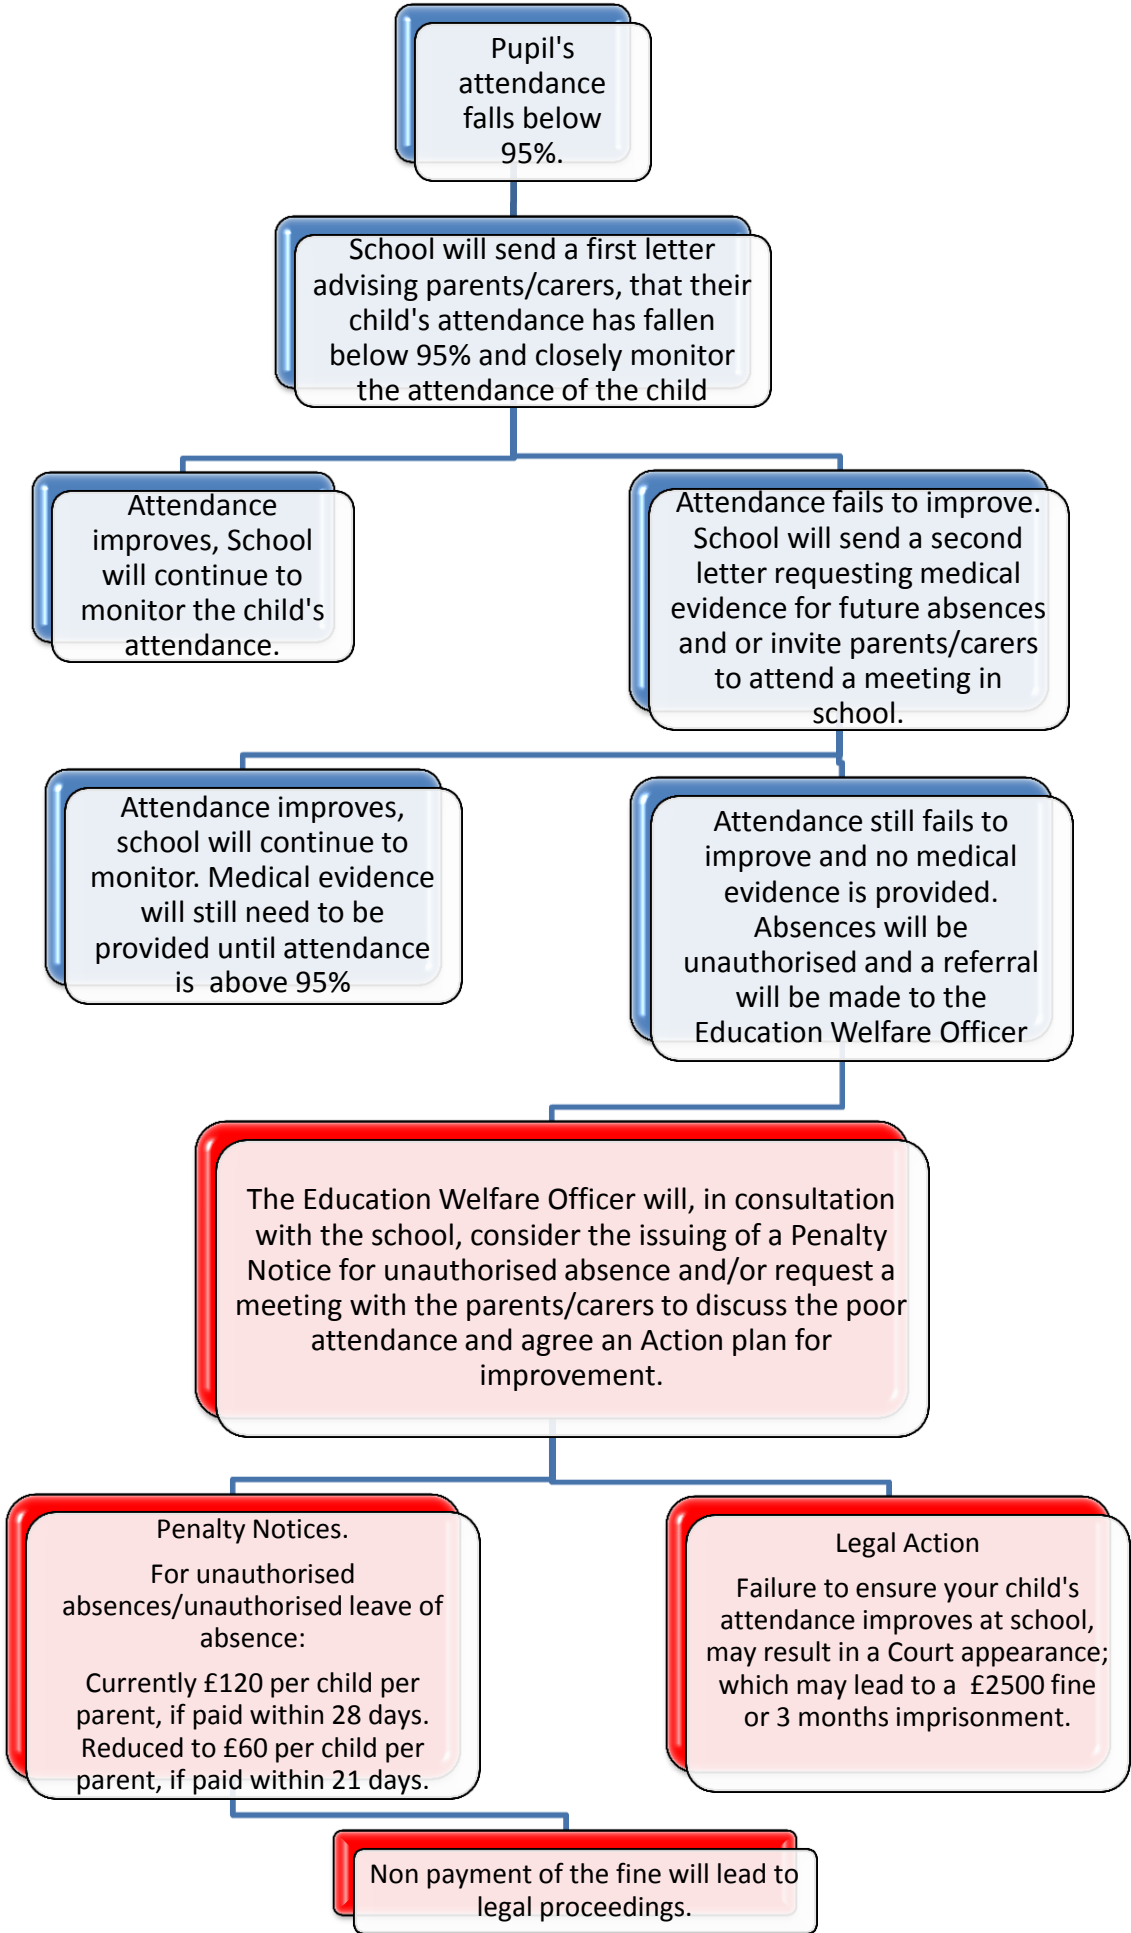 Pupil's
attendance
falls below
95%.
School will send a first letter
advising parents/carers, that their
child's attendance has fallen
below 95% and closely monitor
the attendance of the child
Attendance
improves, School
will continue to
monitor the child's
attendance.
Attendance fails to improve.
School will send a second
letter requesting medical
evidence for future absences
and or invite parents/carers
to attend a meeting in
school.
Attendance improves,
school will continue to
monitor. Medical evidence
will still need to be
provided until attendance
is above 95%
Attendance still fails to
improve and no medical
evidence is provided.
Absences will be
unauthorised and a referral
will be made to the
Education Welfare Officer
The Education Welfare Officer will, in consultation
with the school, consider the issuing of a Penalty
Notice for unauthorised absence and/or request a
meeting with the parents/carers to discuss the poor
attendance and agree an Action plan for
improvement.
Penalty Notices.
For unauthorised
absences/unauthorised leave of
absence:
Currently £120 per child per
parent, if paid within 28 days.
Reduced to £60 per child per
parent, if paid within 21 days.
Legal Action
Failure to ensure your child's
attendance improves at school,
may result in a Court appearance;
which may lead to a £2500 fine
or 3 months imprisonment.
Non payment of the fine will lead to
legal proceedings.